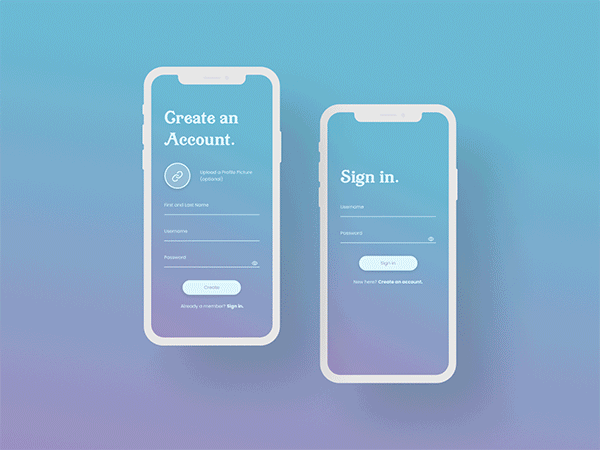 Create an
Account.
Upload a Profile Picture
(optional)
First and Last Name
Username
Password
Create
Already a member? Sign in.
Sign in.
Username
Password
Sign in
New here? Create an account.